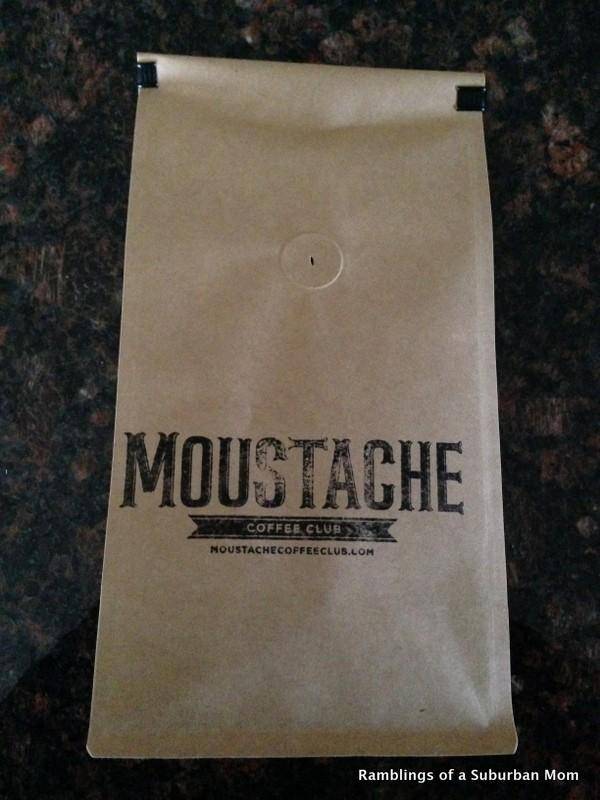 MOUSTACHE
COFFEE CLUB
MOUSTACHECOFFEECLUB.COM
Ramblings of a Suburban Mom